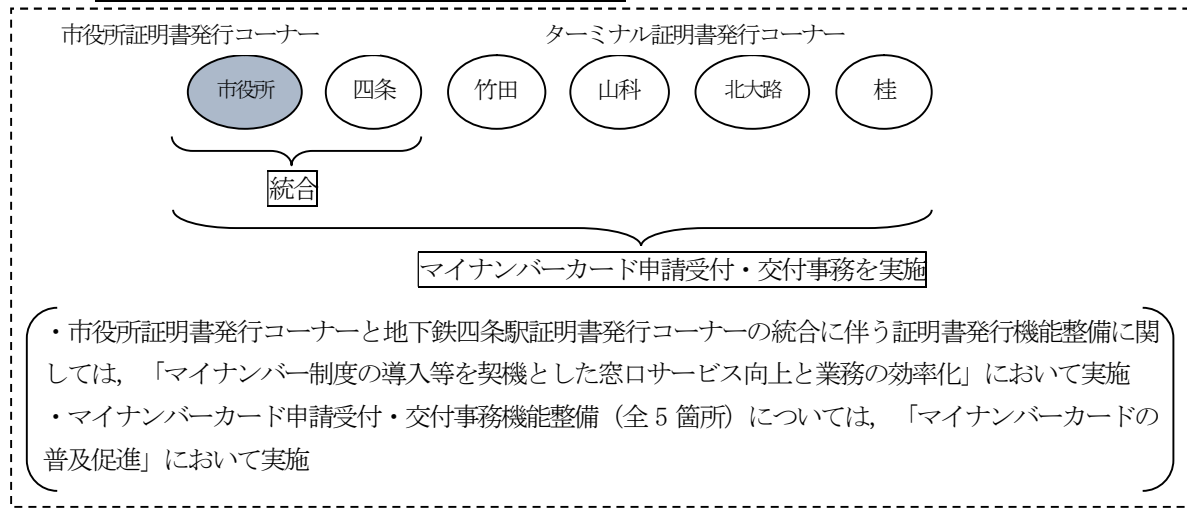 市役所証明書発行コーナー ターミナル証明書発行コーナー
市役所 四条 竹田 山科 北大路 桂
統合
マイナンバーカード申請受付・交付事務を実施
・市役所証明書発行コーナーと地下鉄四条駅証明書発行コーナーの統合に伴う証明書発行機能整備に関
しては，「マイナンバー制度の導入等を契機とした窓口サービス向上と業務の効率化」において実施
・マイナンバーカード申請受付・交付事務機能整備（全５箇所）については，「マイナンバーカードの
普及促進」において実施